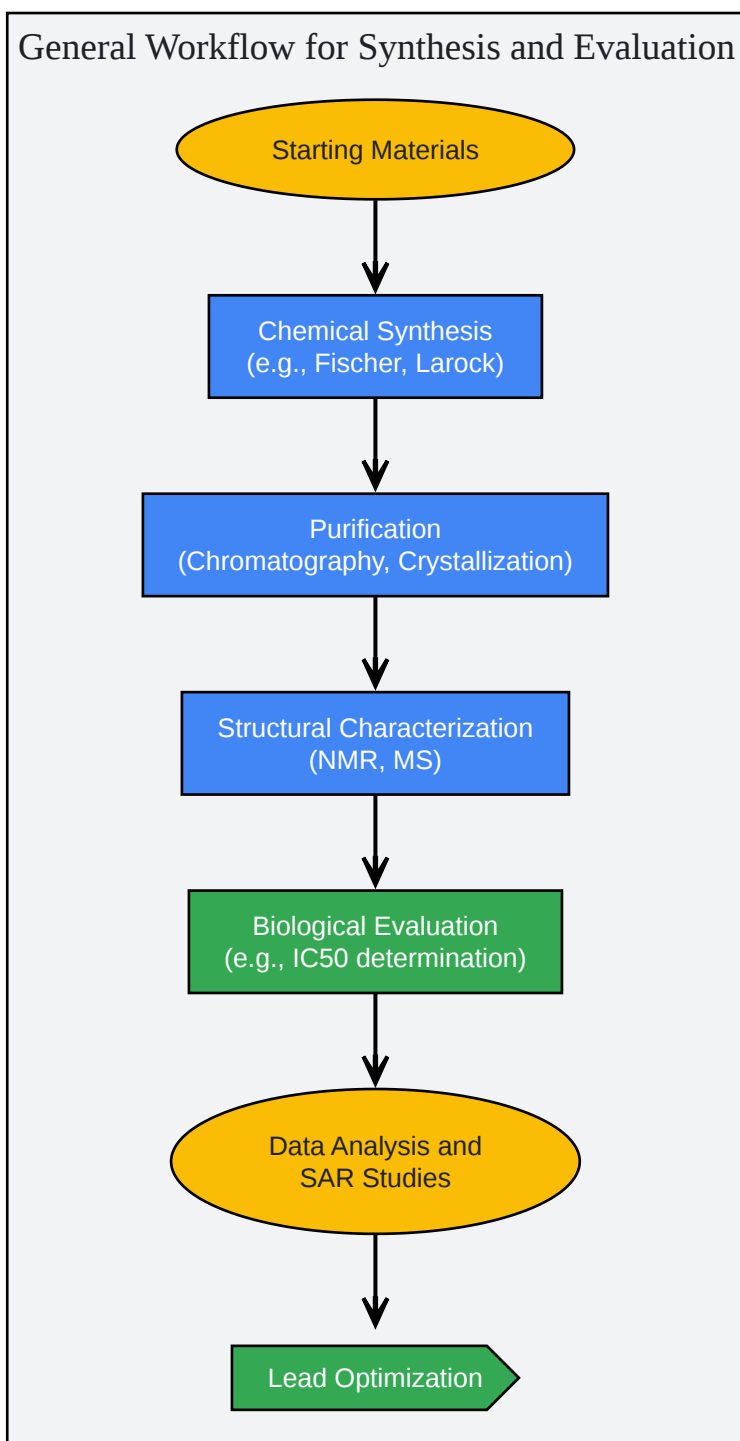 General Workflow for Synthesis and Evaluation
Starting Materials
Chemical Synthesis
(e.g., Fischer, Larock)
Purification
(Chromatography, Crystallization)
Structural Characterization
(NMR, MS)
Biological Evaluation
(e.g., IC50 determination)
Data Analysis and
SAR Studies
Lead Optimization